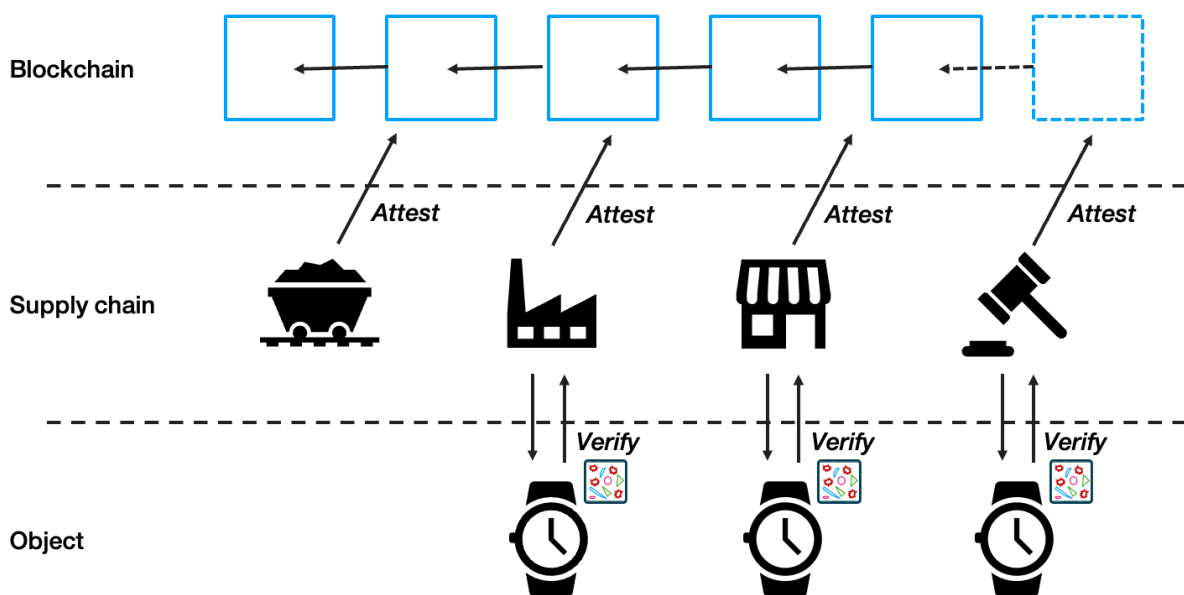 Blockchain
Attest Attest Attest Attest
Supply chain
Verify Verify Verify
Object